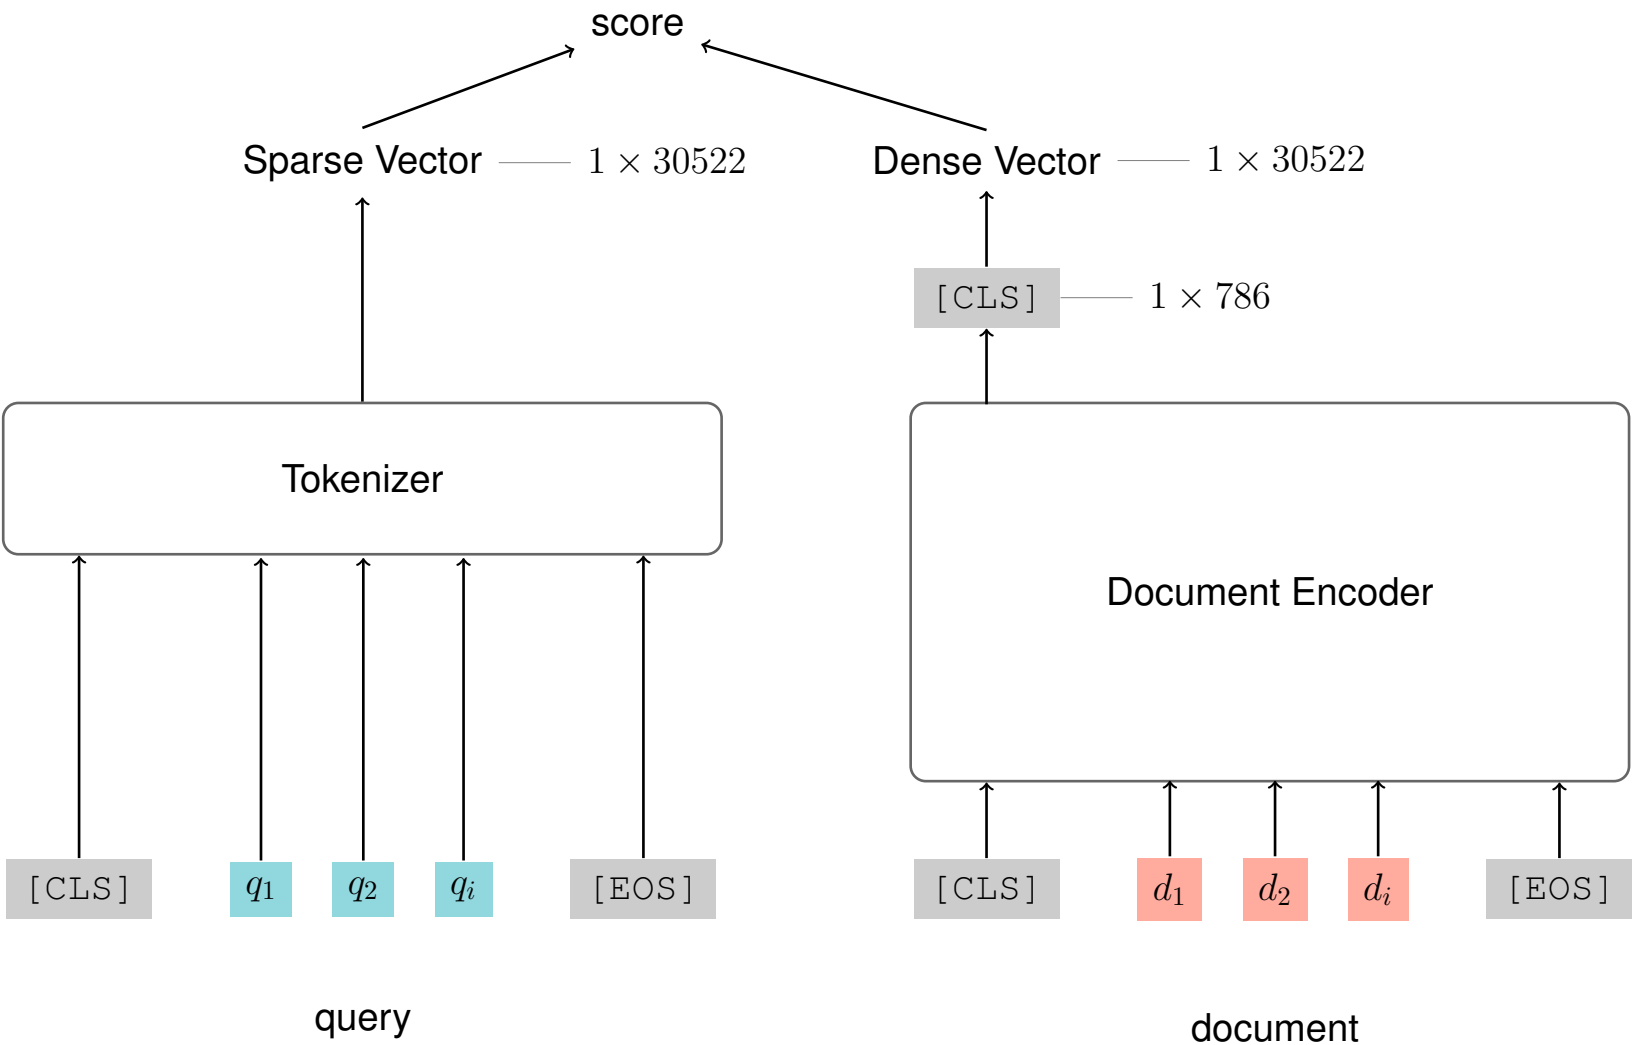 score
Sparse Vector 1 × 30522 Dense Vector 1 × 30522
[CLS] 1 × 786
Tokenizer
Document Encoder
[CLS] q1 q2 qi [EOS] [CLS] d1 d2 di [EOS]
query document